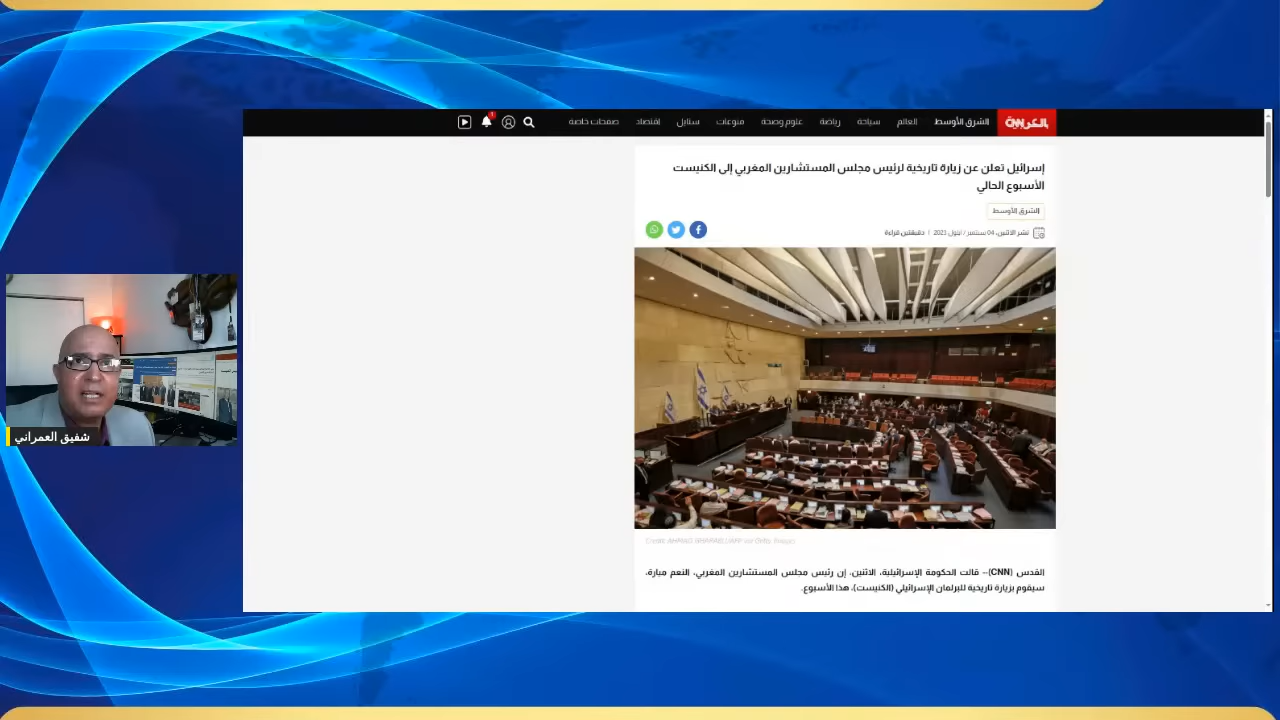 بالعربية CNN
الشرق الأوسط العالم سياحة رياضة علوم وصحة منوعات ستايل اقتصاد صفحات خاصة
1
إسرائيل تعلن عن زيارة تاريخية لرئيس مجلس المستشارين المغربي إلى الكنيست
الأسبوع الحالي
الشرق الأوسط
نشر الاثنين، 04 سبتمبر / ايلول 2023 | دقيقتين قراءة
القدس (CNN)-- قالت الحكومة الإسرائيلية، الاثنين، إن رئيس مجلس المستشارين المغربي، النعم ميارة،
سيقوم بزيارة تاريخية للبرلمان الإسرائيلي (الكنيست)، هذا الأسبوع.
شفيق العمراني